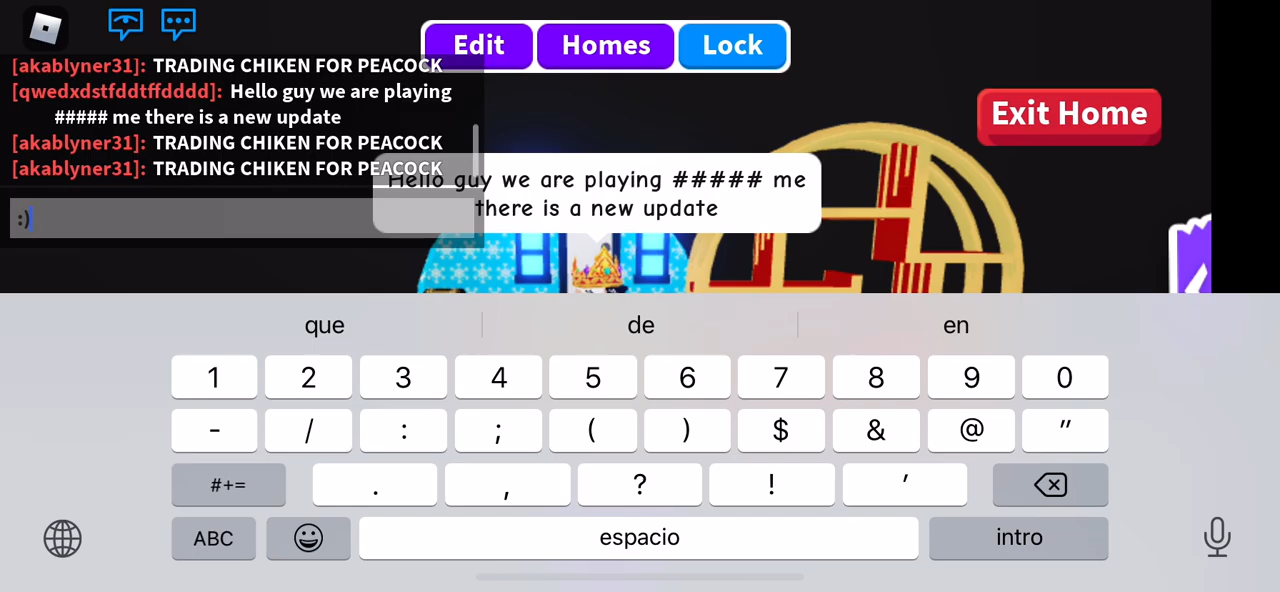 Edit Homes Lock
[akablyner31]: TRADING CHIKEN FOR PEACOCK
[qwedxdstfddtffdddd]: Hello guy we are playing
##### me there is a new update
[akablyner31]: TRADING CHIKEN FOR PEACOCK
[akablyner31]: TRADING CHIKEN FOR PEACOCK
:)
Exit Home
Hello guy we are playing ##### me
there is a new update
que de en
1 2 3 4 5 6 7 8 9 0
- / : ; ( ) $ & @ "
#+= . , ? ! '
ABC espacio intro